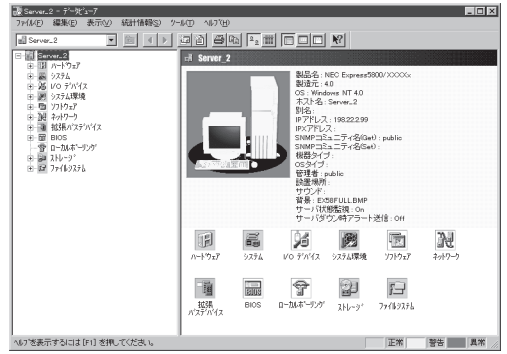 Server_2 - データビューア
ファイル(F) 編集(E) 表示(V) 統計情報(S) ツール(T) ヘルプ(H)
Server_2
Server_2
ハードウェア
システム
I/O デバイス
システム環境
ソフトウェア
ネットワーク
拡張バスデバイス
BIOS
ローカルポーリング
ストレージ
ファイルシステム
Server_2
製品名 : NEC Express5800/XXXXx
製造元 : 4.0
OS : Windows NT 4.0
ホスト名 : Server_2
別名 :
IPアドレス : 198.22.2.99
IPXアドレス :
SNMPコミュニティ名(Get) : public
SNMPコミュニティ名(Set) :
機器タイプ :
OSタイプ :
管理者 : public
設置場所 :
サウンド :
背景 : EX58FULL.BMP
サーバ状態監視 : On
サーバダウン時アラート送信 : Off
ハードウェア システム I/O デバイス システム環境 ソフトウェア ネットワーク
拡張
バスデバイス BIOS ローカルポーリング ストレージ ファイルシステム
ヘルプを表示するには [F1] を押してください。 正常 警告 異常